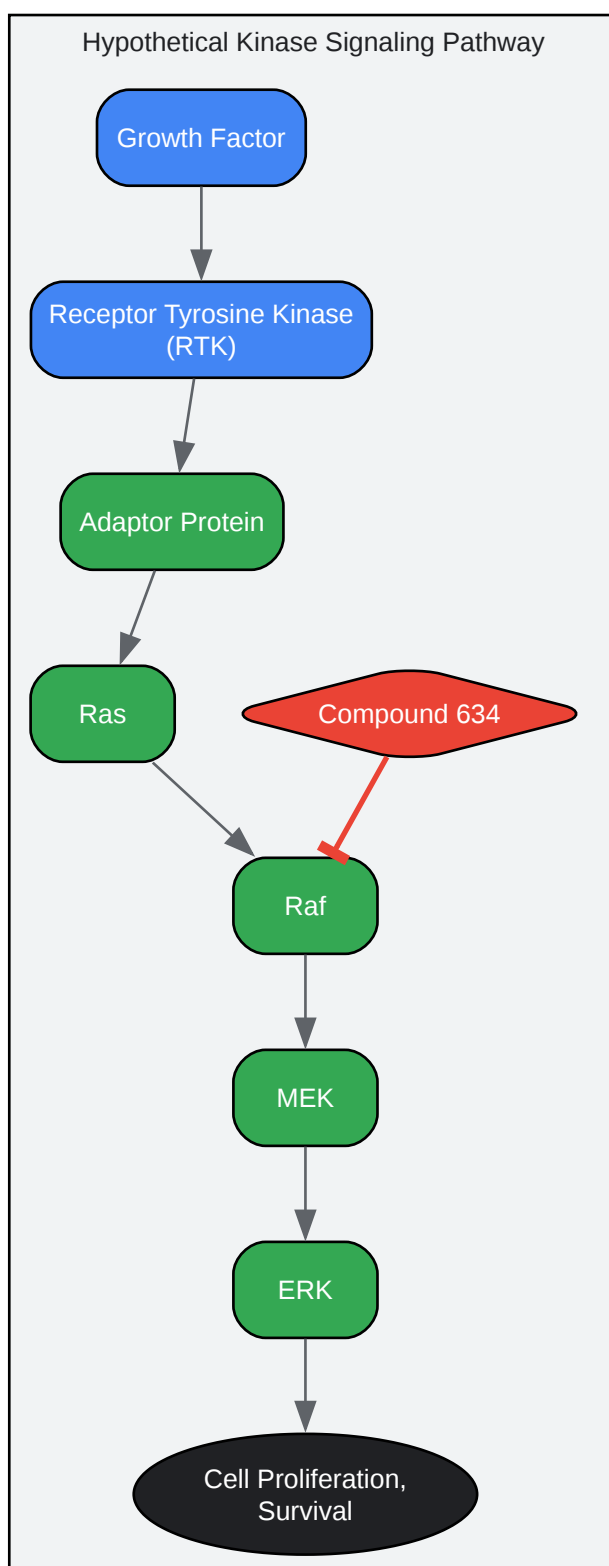 Hypothetical Kinase Signaling Pathway
Growth Factor
Receptor Tyrosine Kinase
(RTK)
Adaptor Protein
Ras
Compound 634
Raf
MEK
ERK
Cell Proliferation,
Survival